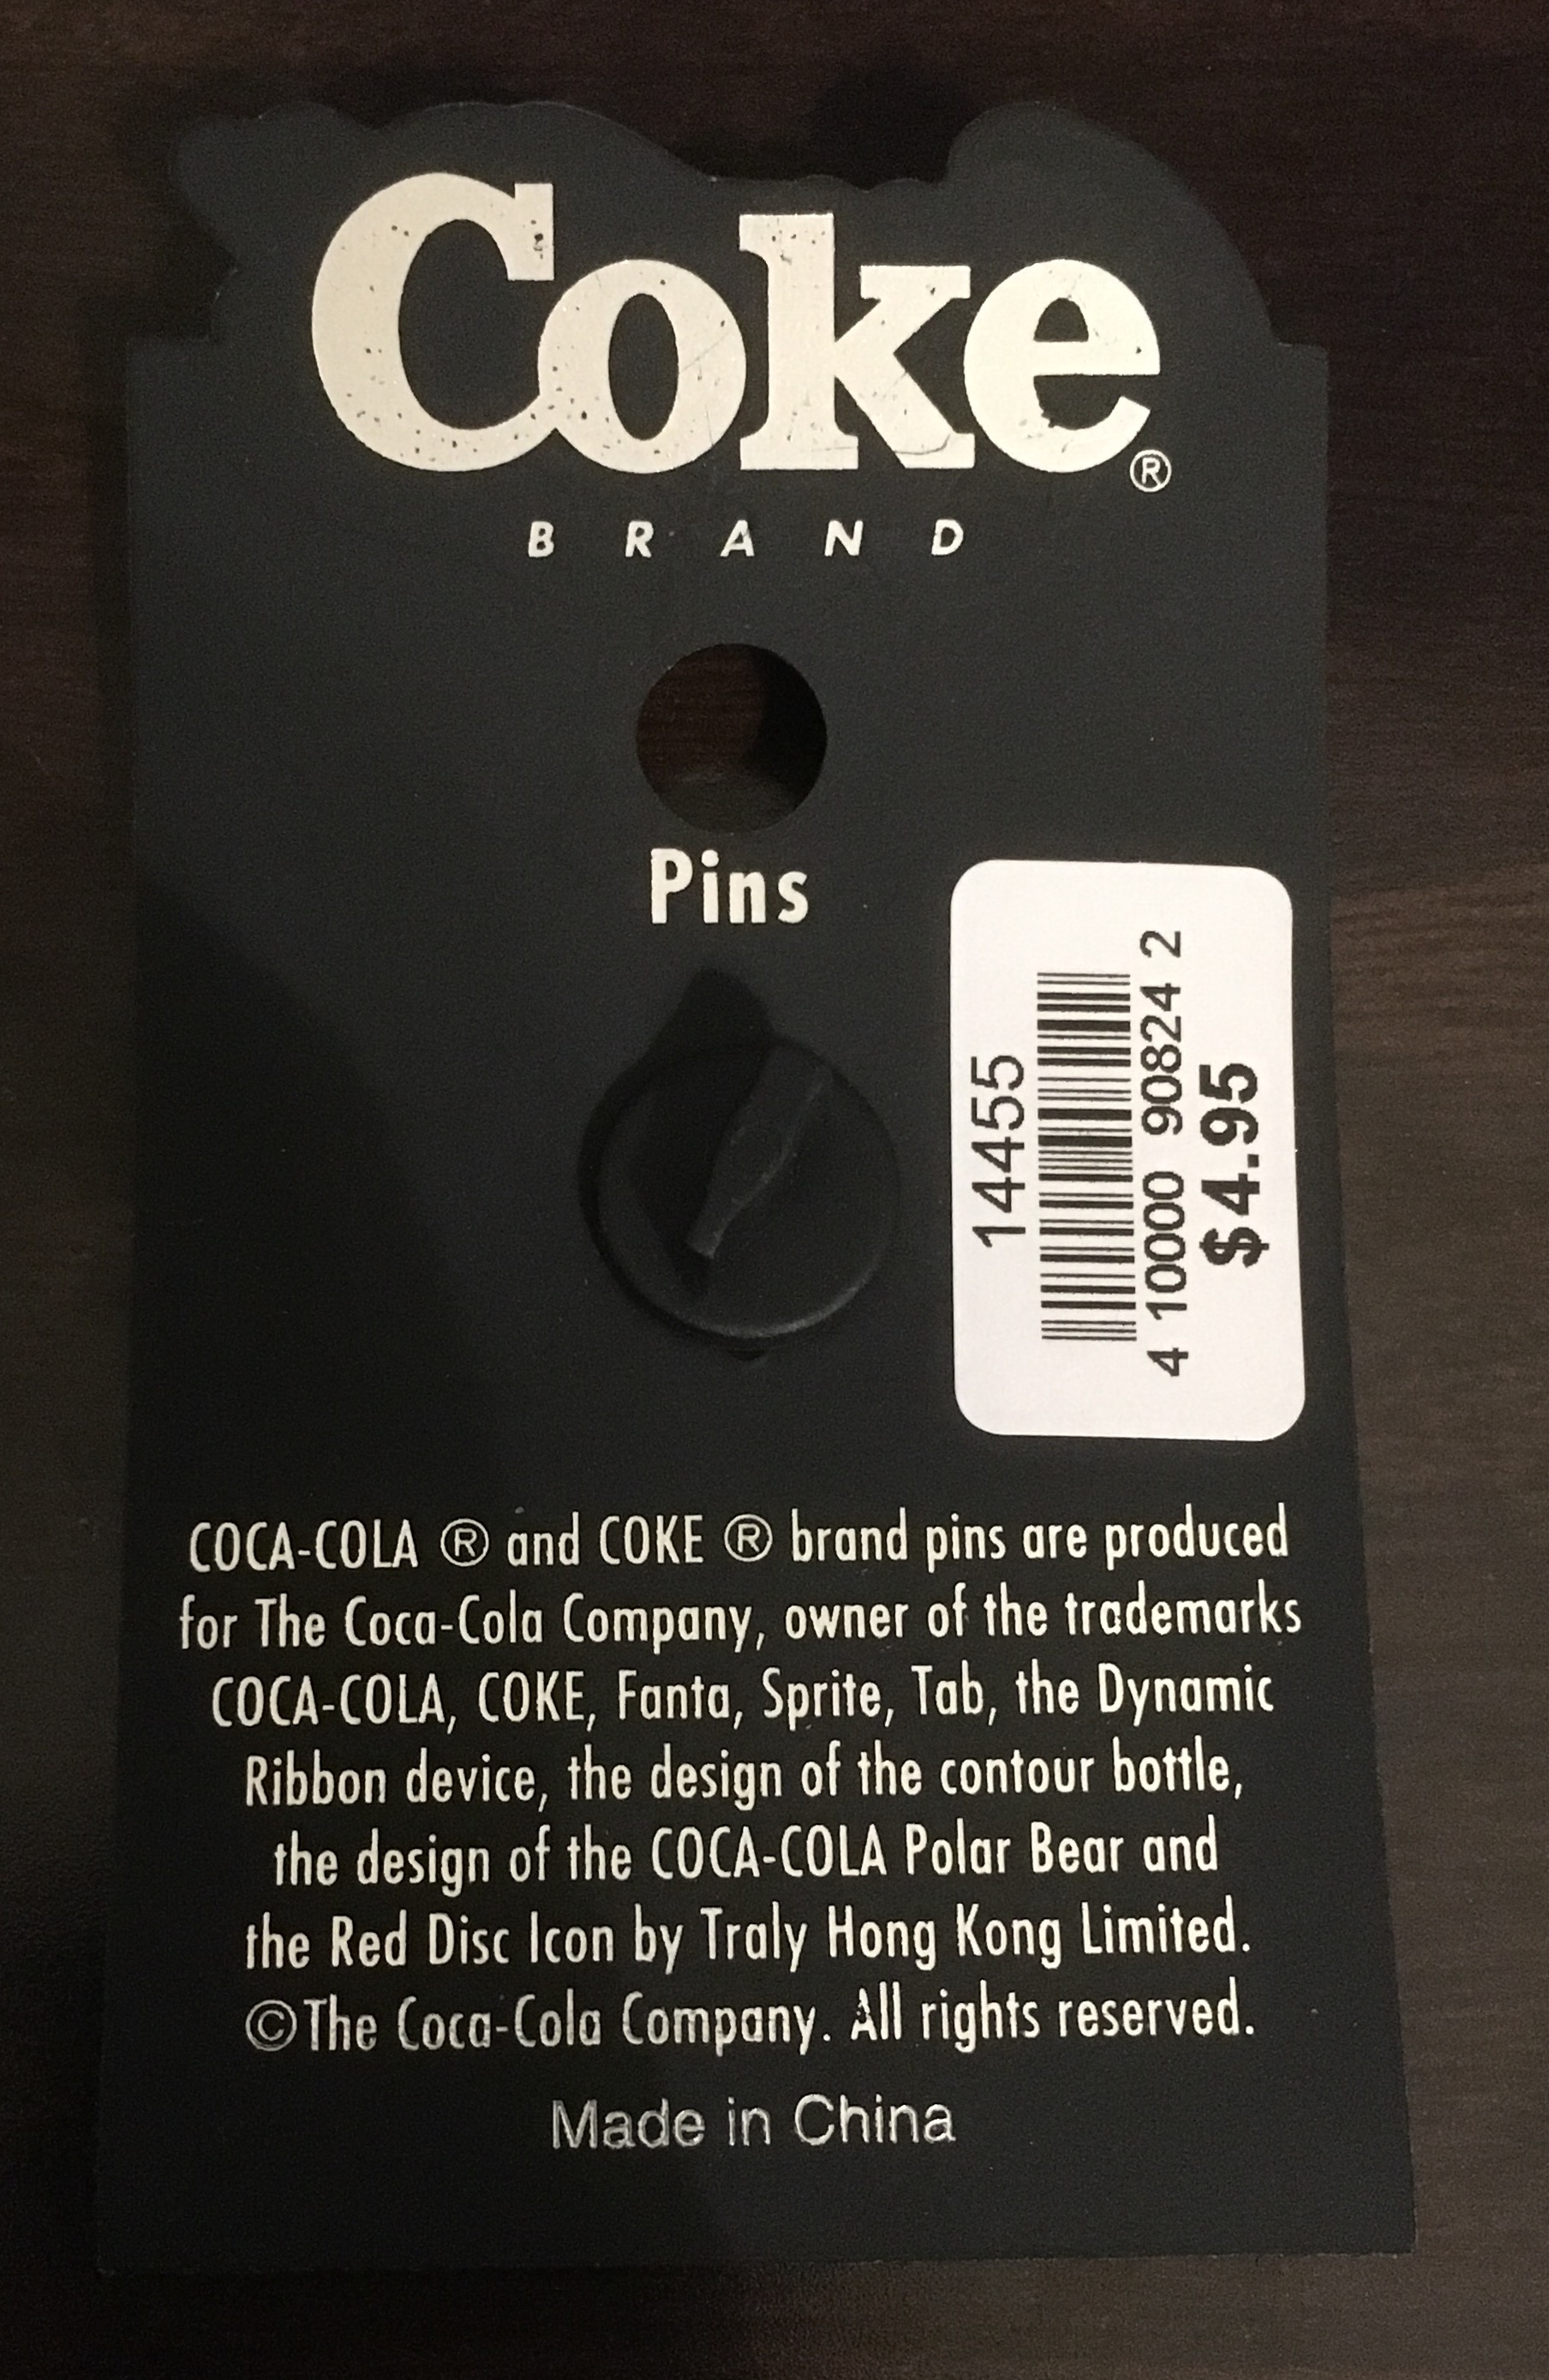 Coke®
BRAND
Pins
14455
4 10000 90824 2
$4.95
COCA-COLA ® and COKE ® brand pins are produced
for The Coca-Cola Company, owner of the trademarks
COCA-COLA, COKE, Fanta, Sprite, Tab, the Dynamic
Ribbon device, the design of the contour bottle,
the design of the COCA-COLA Polar Bear and
the Red Disc Icon by Traly Hong Kong Limited.
©The Coca-Cola Company. All rights reserved.
Made in China